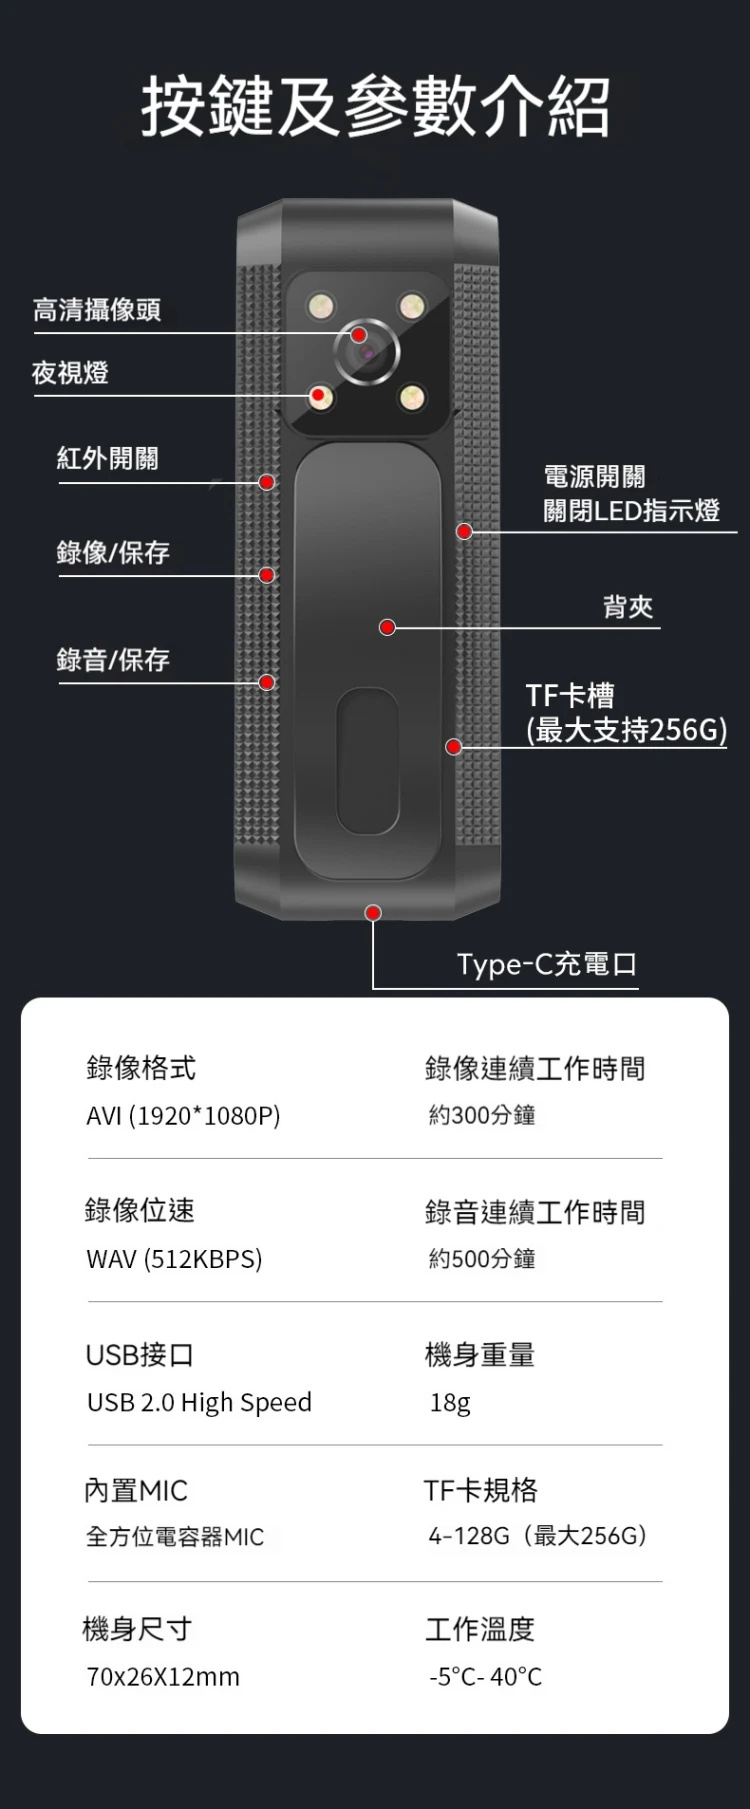 按鍵及參數介紹
高清攝像頭
夜視燈
紅外開關
錄像/保存
錄音/保存
電源開關
關閉LED指示燈
背夾
TF卡槽
(最大支持256G)
Type-C充電口
錄像格式
AVI (1920*1080P)
錄像連續工作時間
約300分鐘
錄像位速
WAV (512KBPS)
錄音連續工作時間
約500分鐘
USB接口
USB 2.0 High Speed
機身重量
18g
內置MIC
全方位電容器MIC
TF卡規格
4-128G（最大256G）
機身尺寸
70x26X12mm
工作溫度
-5°C- 40°C